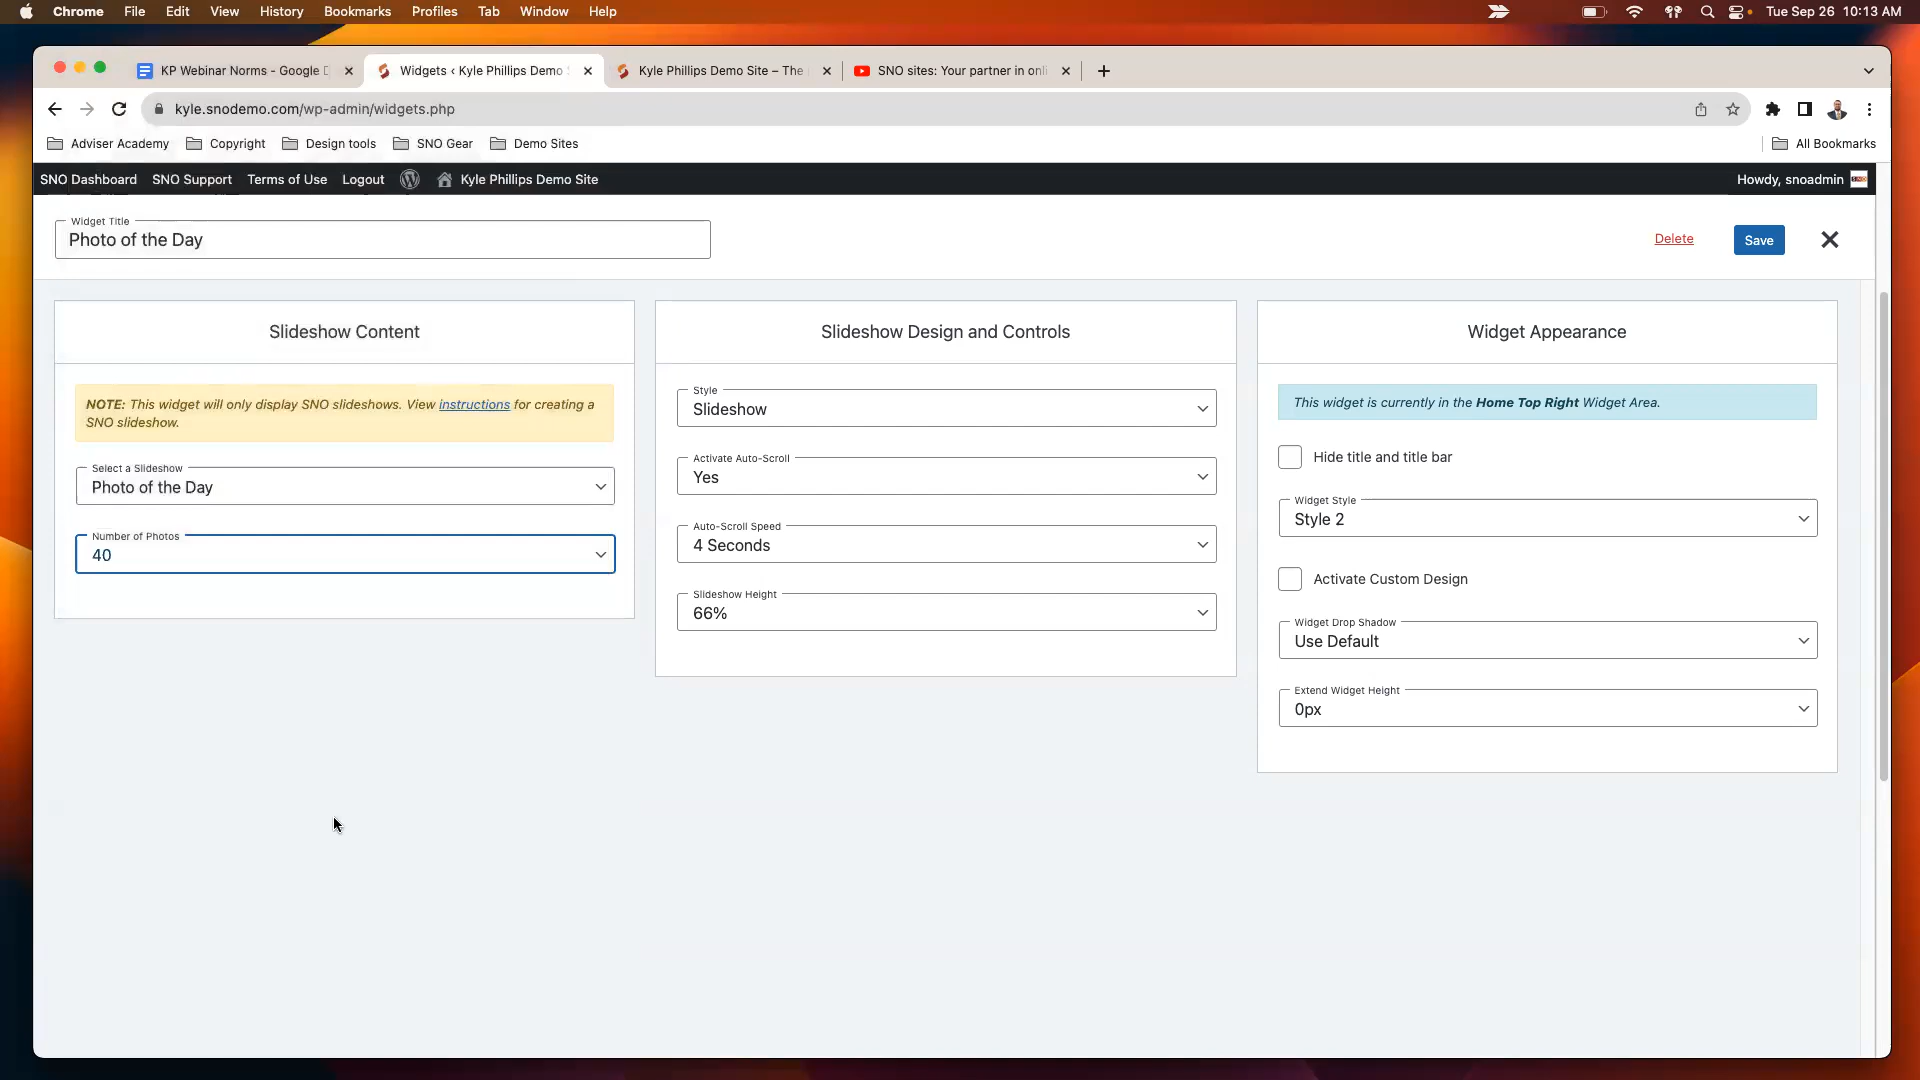 Chrome File Edit View History Bookmarks Profiles Tab Window Help Tue Sep 26 10:13 AM
KP Webinar Norms - Google D
Widgets ‹ Kyle Phillips Demo S
Kyle Phillips Demo Site – The
SNO sites: Your partner in onli
kyle.snodemo.com/wp-admin/widgets.php
Adviser Academy Copyright Design tools SNO Gear Demo Sites All Bookmarks
SNO Dashboard SNO Support Terms of Use Logout Kyle Phillips Demo Site Howdy, snoadmin
Widget Title
Photo of the Day
Delete Save
Slideshow Content
NOTE: This widget will only display SNO slideshows. View instructions for creating a
SNO slideshow.
Select a Slideshow
Photo of the Day
Number of Photos
40
Slideshow Design and Controls
Style
Slideshow
Activate Auto-Scroll
Yes
Auto-Scroll Speed
4 Seconds
Slideshow Height
66%
Widget Appearance
This widget is currently in the Home Top Right Widget Area.
Hide title and title bar
Widget Style
Style 2
Activate Custom Design
Widget Drop Shadow
Use Default
Extend Widget Height
0px